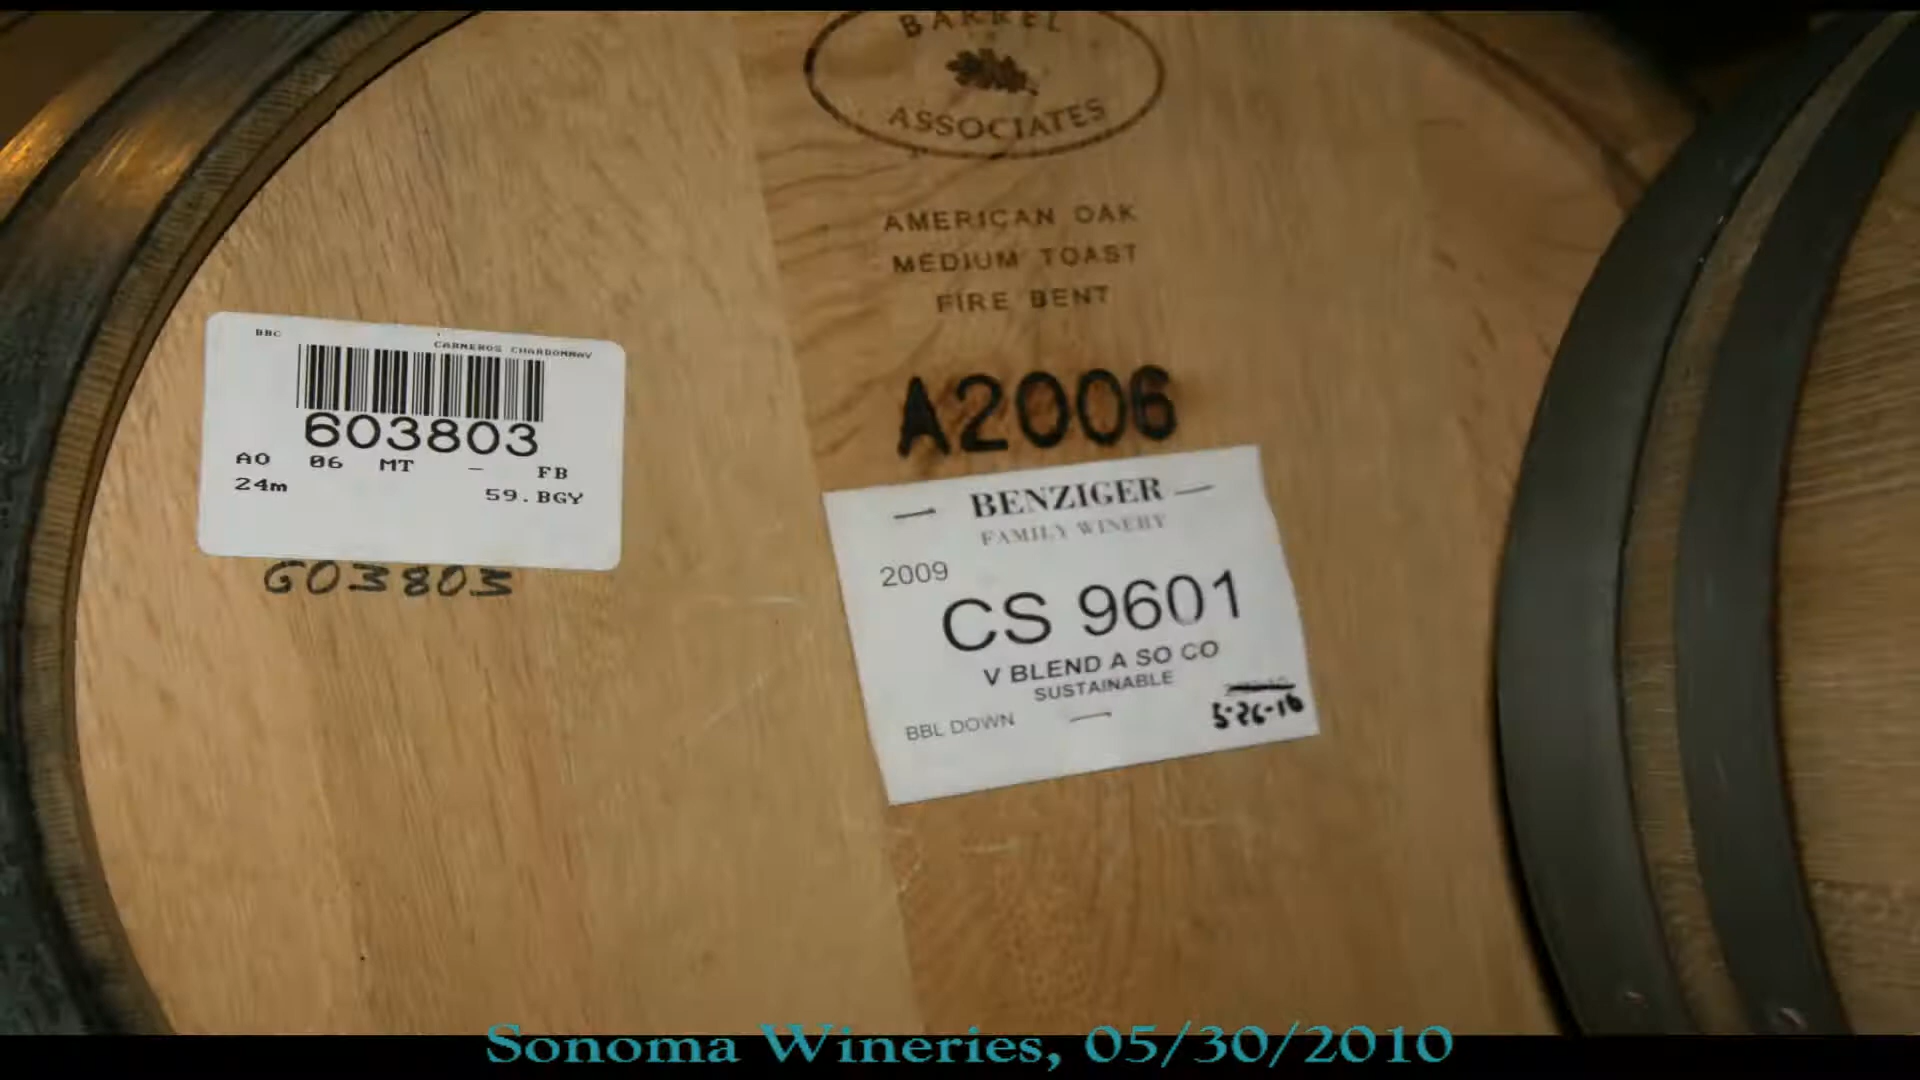 BARREL
ASSOCIATES
AMERICAN OAK
MEDIUM TOAST
FIRE BENT
A2006
BBC
CARNEROS CHARDONNAY
603803
AO 06 MT – FB
24m 59.BGY
603803
BENZIGER
FAMILY WINERY
2009
CS 9601
V BLEND A SO CO
SUSTAINABLE
BBL DOWN
5-26-10
Sonoma Wineries, 05/30/2010